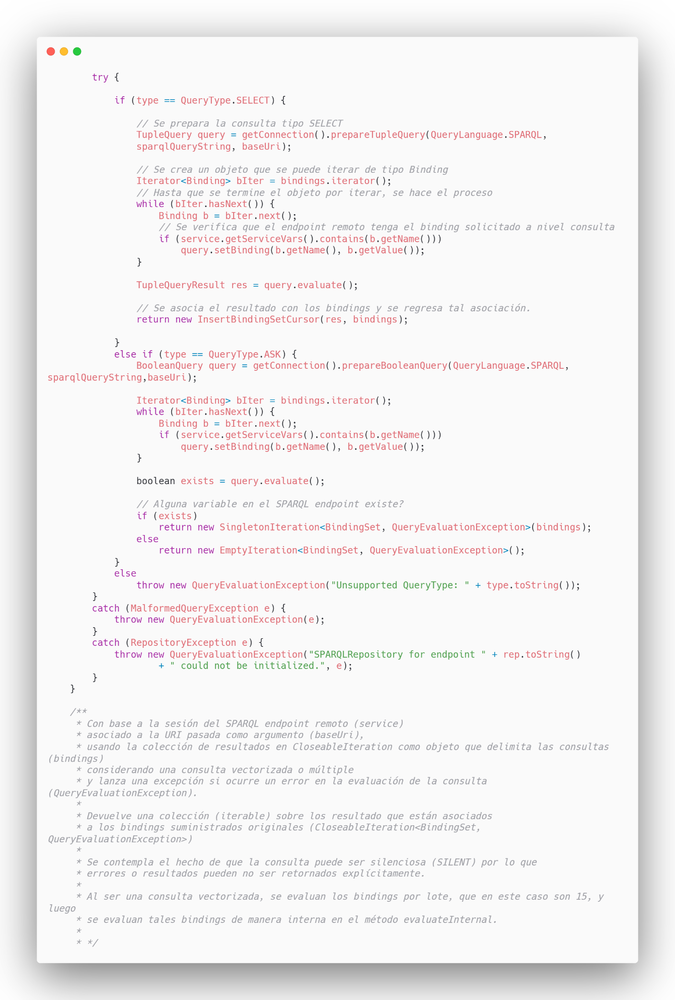 try {
if (type == QueryType.SELECT) {
// Se prepara la consulta tipo SELECT
TupleQuery query = getConnection().prepareTupleQuery(QueryLanguage.SPARQL,
sparqlQueryString, baseUri);
// Se crea un objeto que se puede iterar de tipo Binding
Iterator<Binding> bIter = bindings.iterator();
// Hasta que se termine el objeto por iterar, se hace el proceso
while (bIter.hasNext()) {
Binding b = bIter.next();
// Se verifica que el endpoint remoto tenga el binding solicitado a nivel consulta
if (service.getServiceVars().contains(b.getName()))
query.setBinding(b.getName(), b.getValue());
}
TupleQueryResult res = query.evaluate();
// Se asocia el resultado con los bindings y se regresa tal asociación.
return new InsertBindingSetCursor(res, bindings);
}
else if (type == QueryType.ASK) {
BooleanQuery query = getConnection().prepareBooleanQuery(QueryLanguage.SPARQL,
sparqlQueryString,baseUri);
Iterator<Binding> bIter = bindings.iterator();
while (bIter.hasNext()) {
Binding b = bIter.next();
if (service.getServiceVars().contains(b.getName()))
query.setBinding(b.getName(), b.getValue());
}
boolean exists = query.evaluate();
// Alguna variable en el SPARQL endpoint existe?
if (exists)
return new SingletonIteration<BindingSet, QueryEvaluationException>(bindings);
else
return new EmptyIteration<BindingSet, QueryEvaluationException>();
}
else
throw new QueryEvaluationException("Unsupported QueryType: " + type.toString());
}
catch (MalformedQueryException e) {
throw new QueryEvaluationException(e);
}
catch (RepositoryException e) {
throw new QueryEvaluationException("SPARQLRepository for endpoint " + rep.toString()
+ " could not be initialized.", e);
}
}
/**
* Con base a la sesión del SPARQL endpoint remoto (service)
* asociado a la URI pasada como argumento (baseUri),
* usando la colección de resultados en CloseableIteration como objeto que delimita las consultas
(bindings)
* considerando una consulta vectorizada o múltiple
* y lanza una excepción si ocurre un error en la evaluación de la consulta
(QueryEvaluationException).
*
* Devuelve una colección (iterable) sobre los resultado que están asociados
* a los bindings suministrados originales (CloseableIteration<BindingSet,
QueryEvaluationException>)
*
* Se contempla el hecho de que la consulta puede ser silenciosa (SILENT) por lo que
* errores o resultados pueden no ser retornados explícitamente.
*
* Al ser una consulta vectorizada, se evaluan los bindings por lote, que en este caso son 15, y
luego
* se evaluan tales bindings de manera interna en el método evaluateInternal.
*
* */